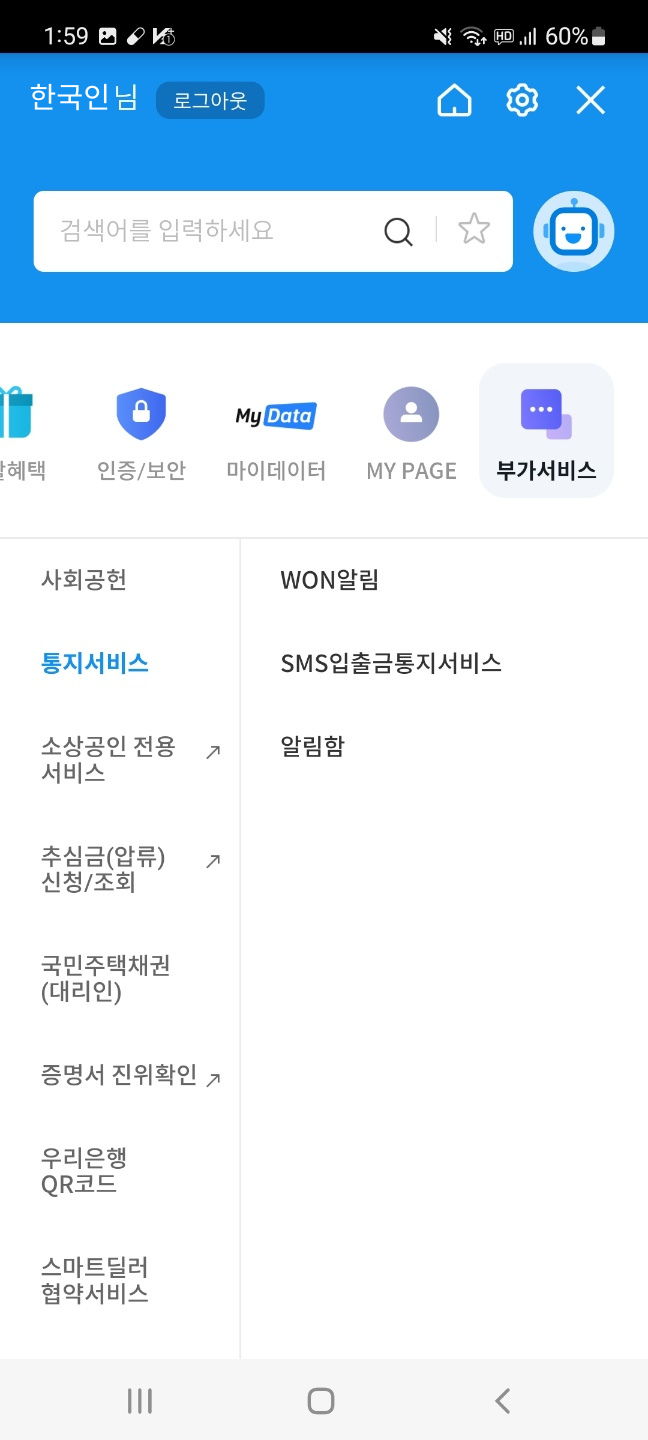 1:59 60%
한국인님 로그아웃
검색어를 입력하세요
혜택 인증/보안 My Data 마이데이터 MY PAGE 부가서비스
사회공헌
통지서비스
소상공인 전용
서비스
추심금(압류)
신청/조회
국민주택채권
(대리인)
증명서 진위확인
우리은행
QR코드
스마트딜러
협약서비스
WON알림
SMS입출금통지서비스
알림함